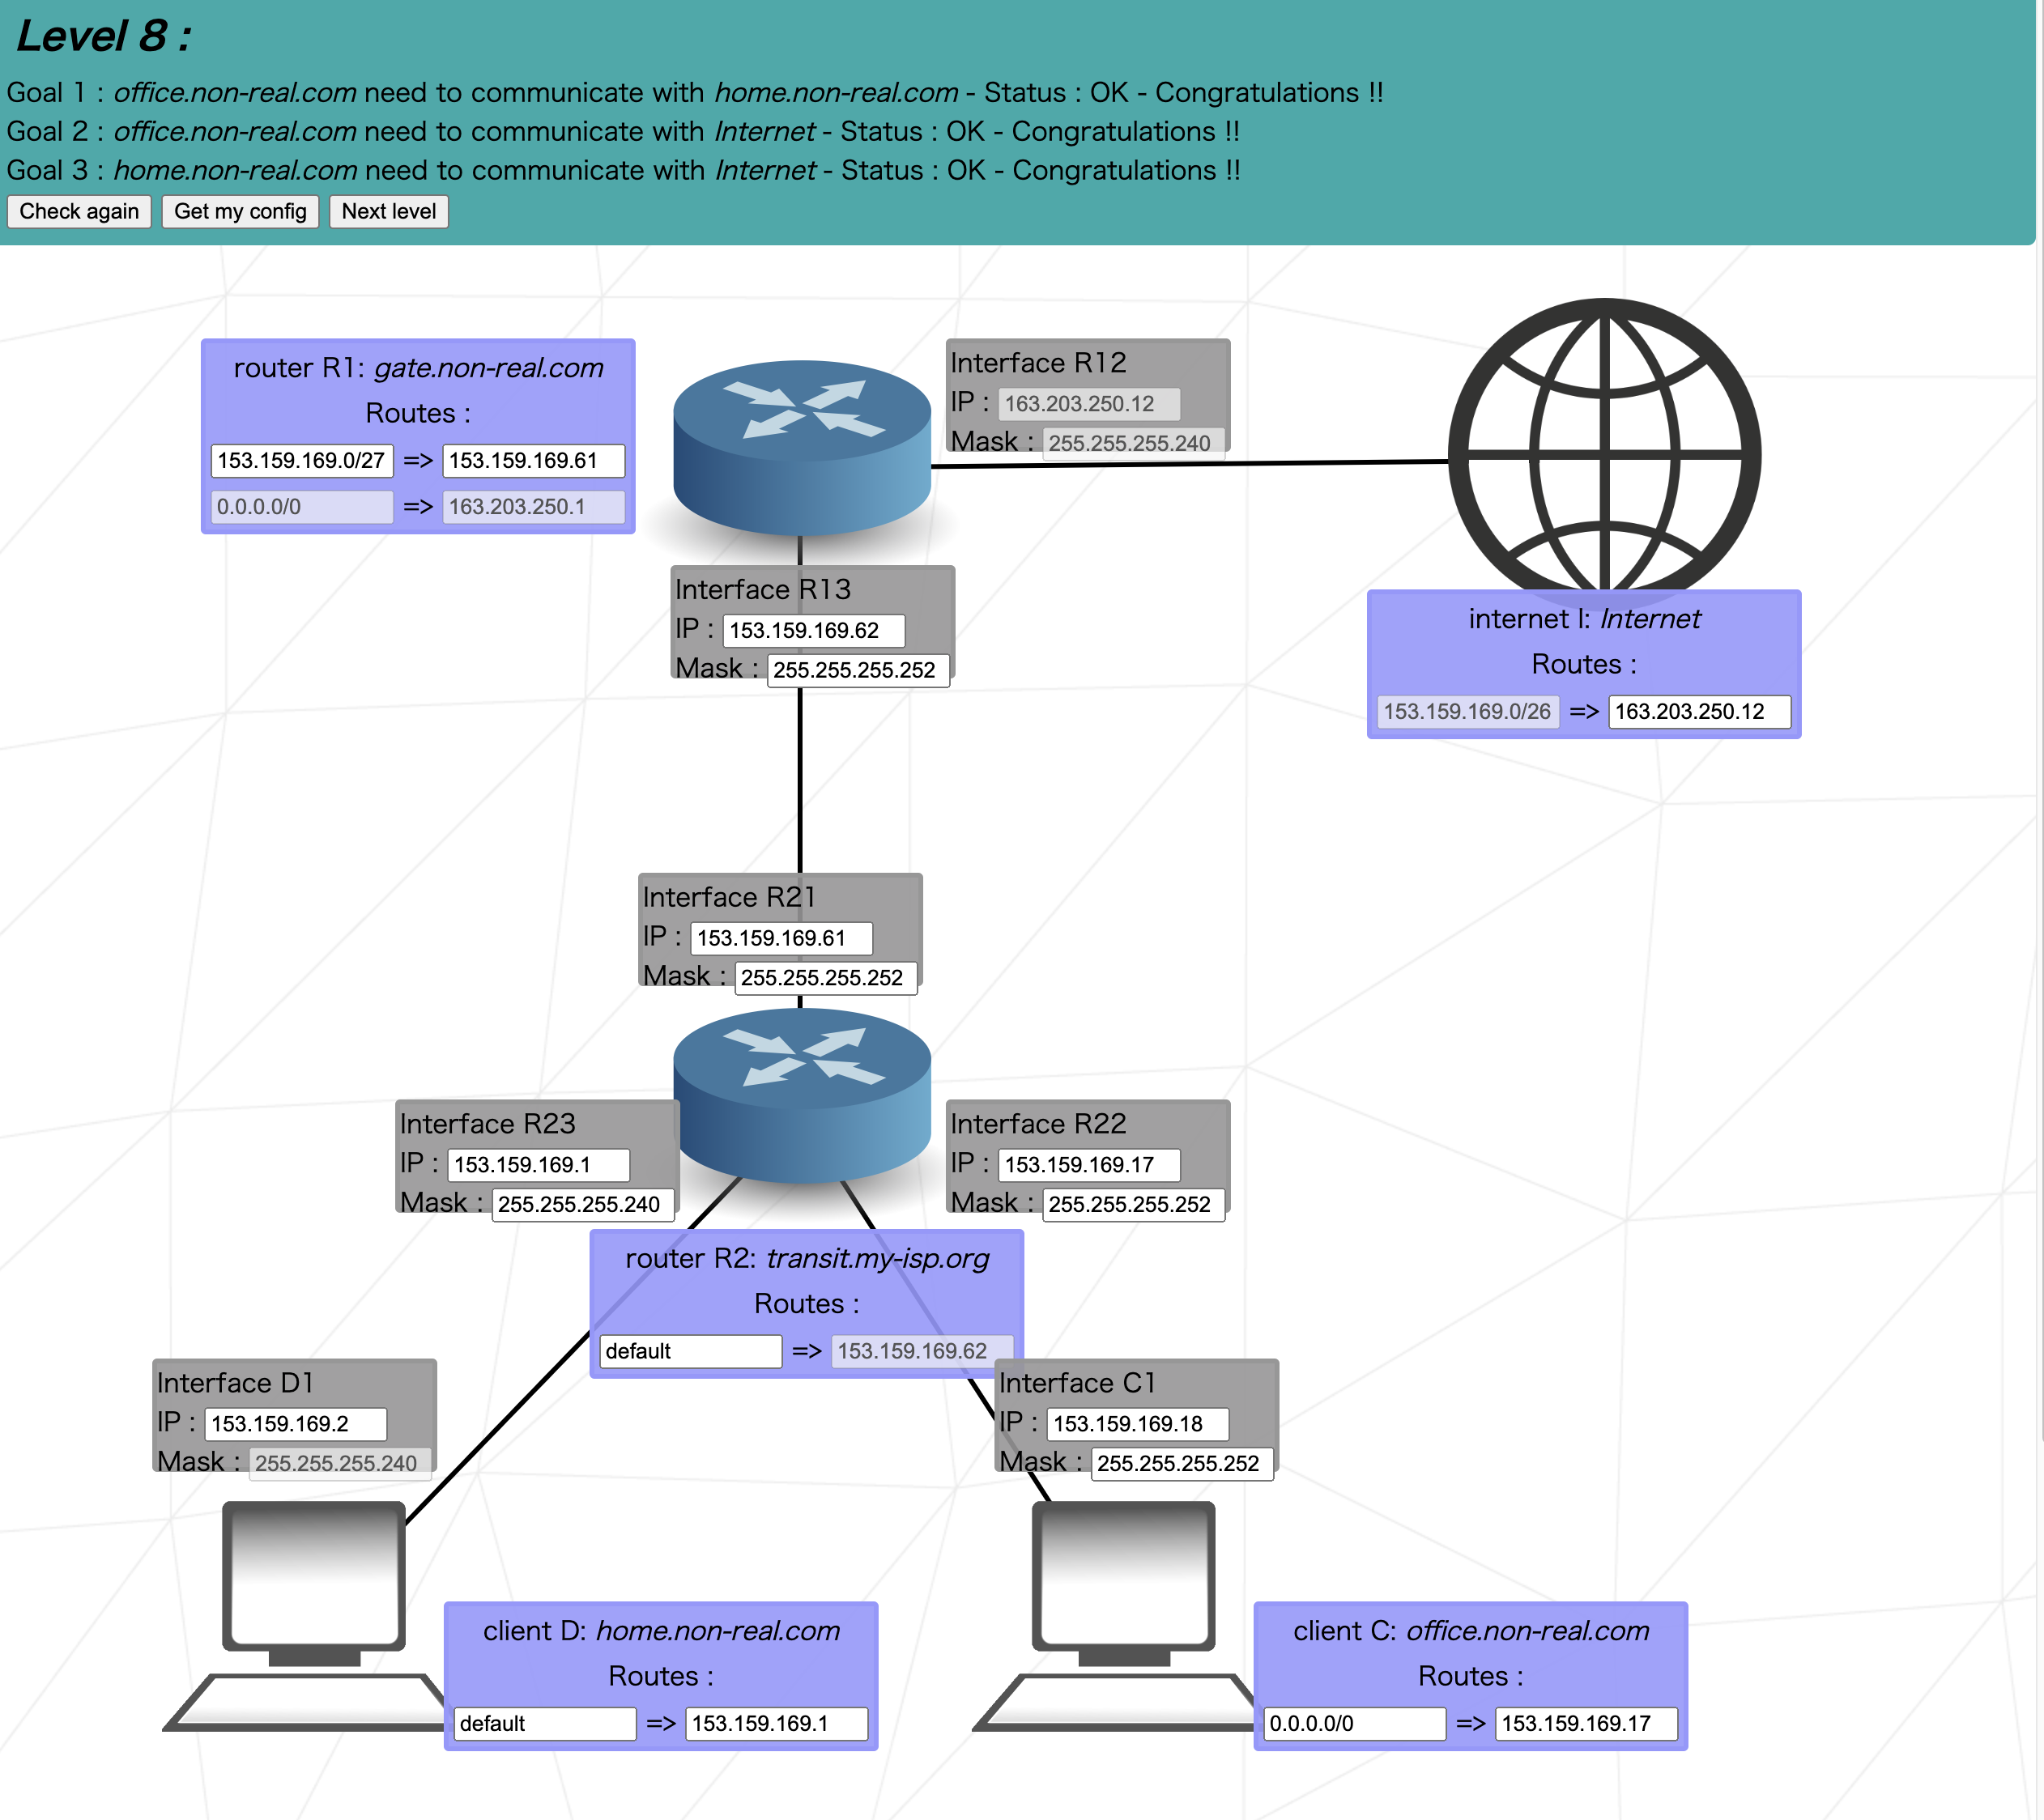 Level 8 :
Goal 1 : office.non-real.com need to communicate with home.non-real.com - Status : OK - Congratulations !!
Goal 2 : office.non-real.com need to communicate with Internet - Status : OK - Congratulations !!
Goal 3 : home.non-real.com need to communicate with Internet - Status : OK - Congratulations !!
Check again Get my config Next level
router R1: gate.non-real.com
Routes :
153.159.169.0/27 => 153.159.169.61
0.0.0.0/0 => 163.203.250.1
Interface R12
IP : 163.203.250.12
Mask : 255.255.255.240
Interface R13
IP : 153.159.169.62
Mask : 255.255.255.252
internet I: Internet
Routes :
153.159.169.0/26 => 163.203.250.12
Interface R21
IP : 153.159.169.61
Mask : 255.255.255.252
Interface R23
IP : 153.159.169.1
Mask : 255.255.255.240
Interface R22
IP : 153.159.169.17
Mask : 255.255.255.252
router R2: transit.my-isp.org
Routes :
default => 153.159.169.62
Interface D1
IP : 153.159.169.2
Mask : 255.255.255.240
Interface C1
IP : 153.159.169.18
Mask : 255.255.255.252
client D: home.non-real.com
Routes :
default => 153.159.169.1
client C: office.non-real.com
Routes :
0.0.0.0/0 => 153.159.169.17